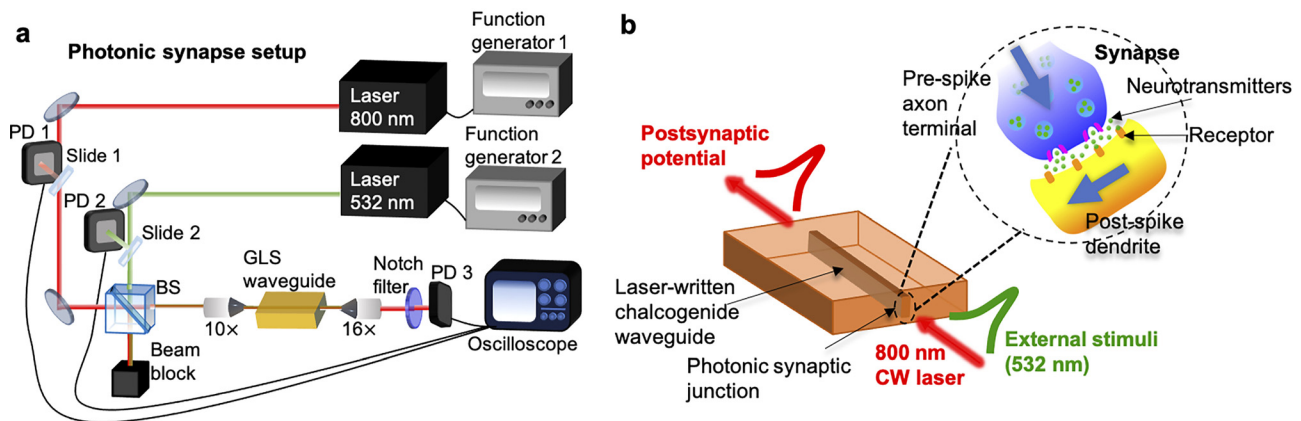 a
Photonic synapse setup
Function
generator 1
Laser
800 nm
PD 1
Slide 1
Function
generator 2
Laser
532 nm
PD 2
Slide 2
BS
GLS
waveguide
Notch
filter
PD 3
10×
16×
Oscilloscope
Beam
block
b
Synapse
Pre-spike
axon
terminal
Neurotransmitters
Receptor
Post-spike
dendrite
Postsynaptic
potential
Laser-written
chalcogenide
waveguide
Photonic synaptic
junction
800 nm
CW laser
External stimuli
(532 nm)